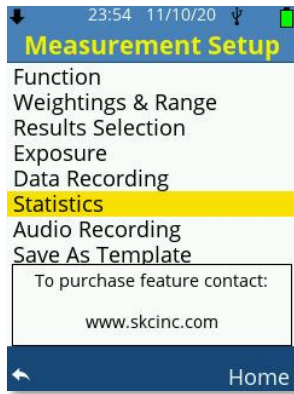 23:54 11/10/20
Measurement Setup
Function
Weightings & Range
Results Selection
Exposure
Data Recording
Statistics
Audio Recording
Save As Template
To purchase feature contact:
www.skcinc.com
Home